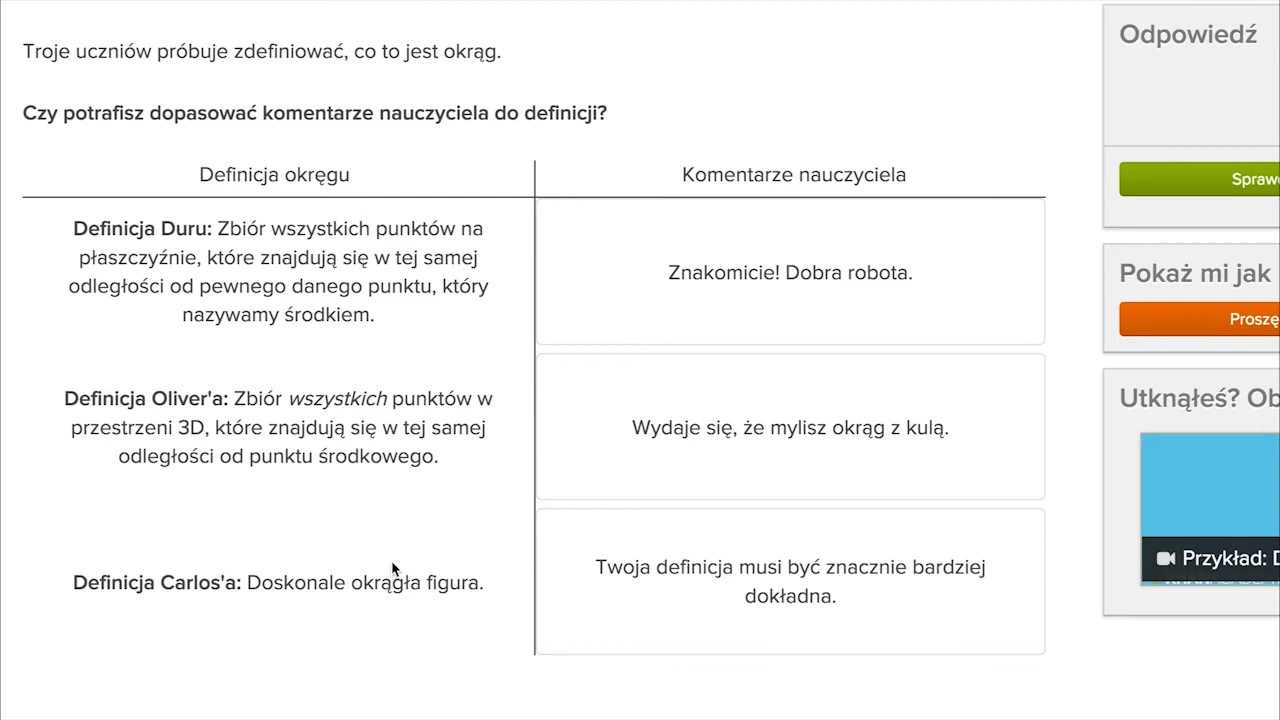 Troje uczniów próbuje zdefiniować, co to jest okrąg.
Czy potrafisz dopasować komentarze nauczyciela do definicji?
Definicja okręgu
Komentarze nauczyciela
Definicja Duru: Zbiór wszystkich punktów na
płaszczyźnie, które znajdują się w tej samej
odległości od pewnego danego punktu, który
nazywamy środkiem.
Znakomicie! Dobra robota.
Definicja Oliver'a: Zbiór wszystkich punktów w
przestrzeni 3D, które znajdują się w tej samej
odległości od punktu środkowego.
Wydaje się, że mylisz okrąg z kulą.
Definicja Carlos'a: Doskonale okrągła figura.
Twoja definicja musi być znacznie bardziej
dokładna.
Odpowiedź
Pokaż mi jak
Proszę
Utknąłeś?
Przykład: